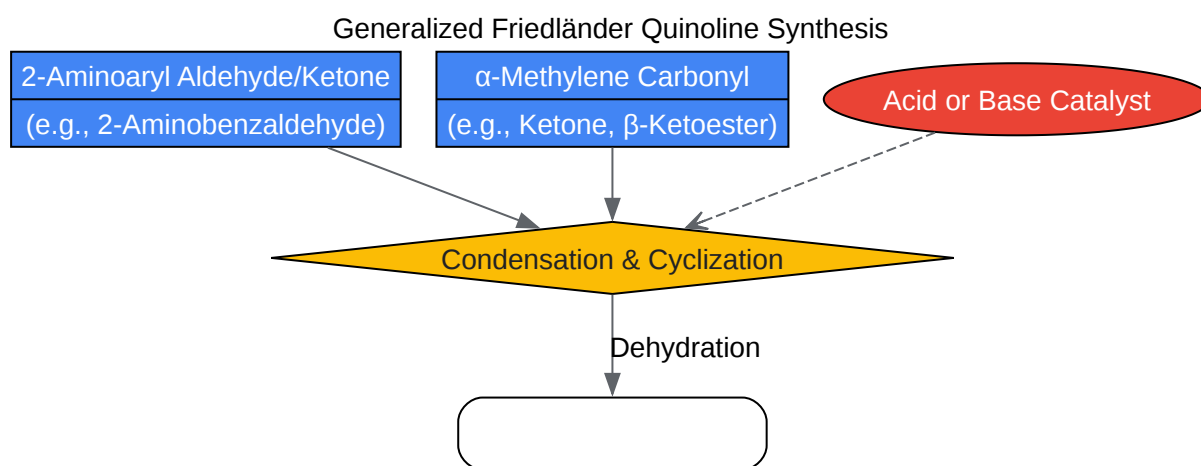 Generalized Friedländer Quinoline Synthesis
2-Aminoaryl Aldehyde/Ketone
(e.g., 2-Aminobenzaldehyde)
α-Methylene Carbonyl
(e.g., Ketone, β-Ketoester)
Acid or Base Catalyst
Condensation & Cyclization
Dehydration